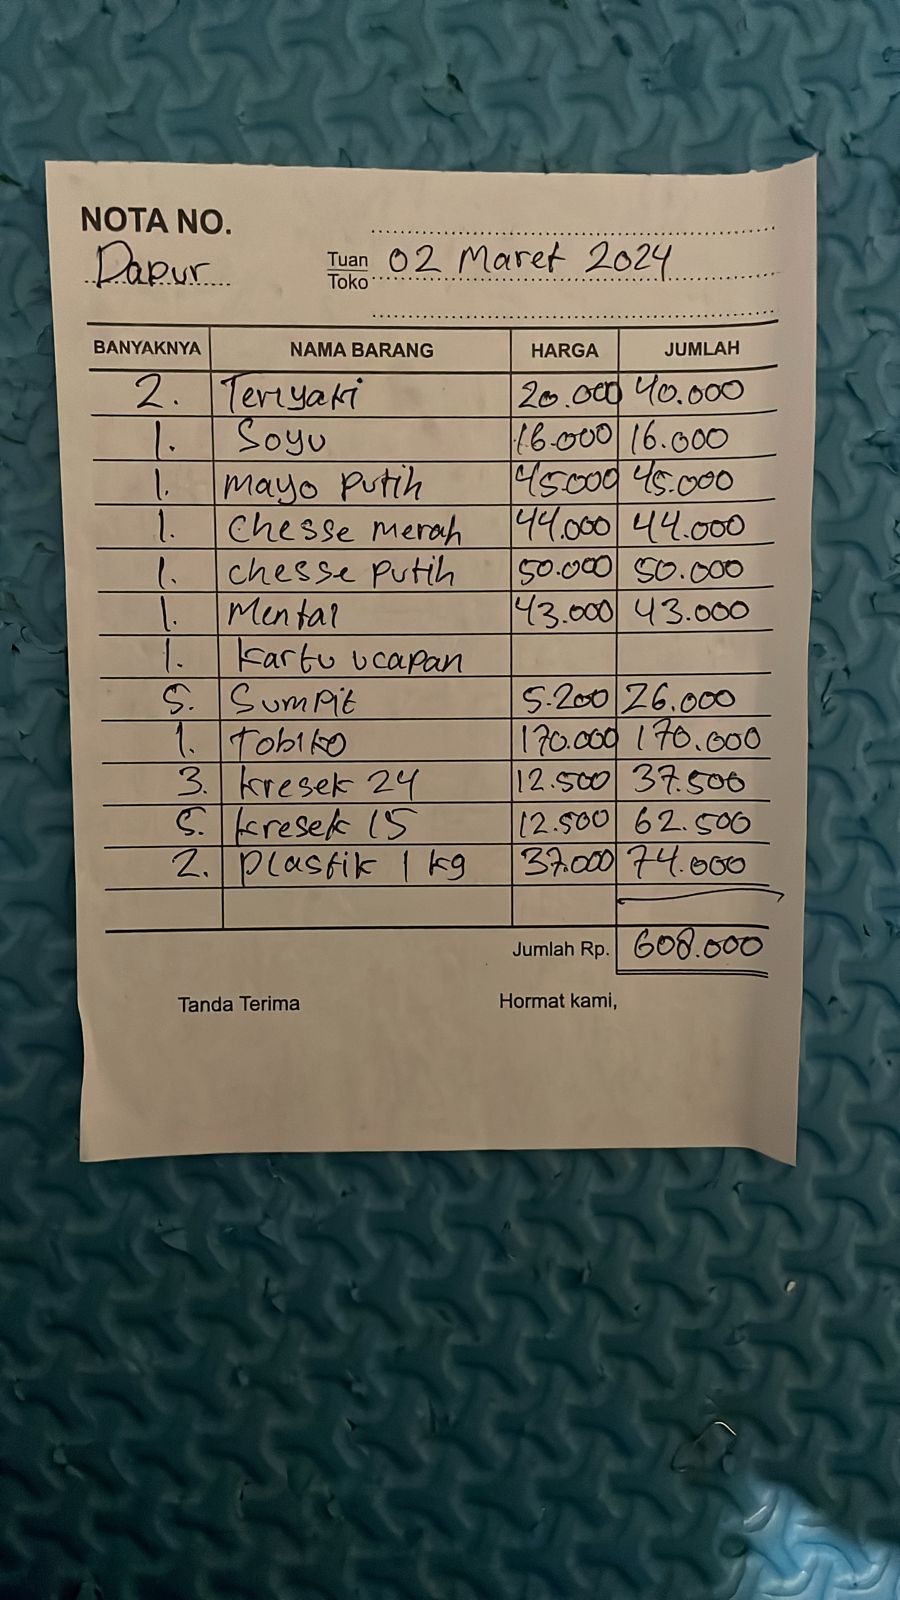 NOTA NO.
Dapur
Tuan
Toko
02 Maret 2024
BANYAKNYA NAMA BARANG HARGA JUMLAH
2. Teriyaki 20.000 40.000
1. Soyu 16.000 16.000
1. mayo putih 45.000 45.000
1. Chesse merah 44.000 44.000
1. chesse putih 50.000 50.000
1. Mental 43.000 43.000
1. kartu ucapan
5. Sumpit 5.200 26.000
1. Tobiko 170.000 170.000
3. kresek 24 12.500 37.500
5. kresek 15 12.500 62.500
2. Plastik 1 kg 37.000 74.000
Jumlah Rp. 608.000
Tanda Terima Hormat kami,